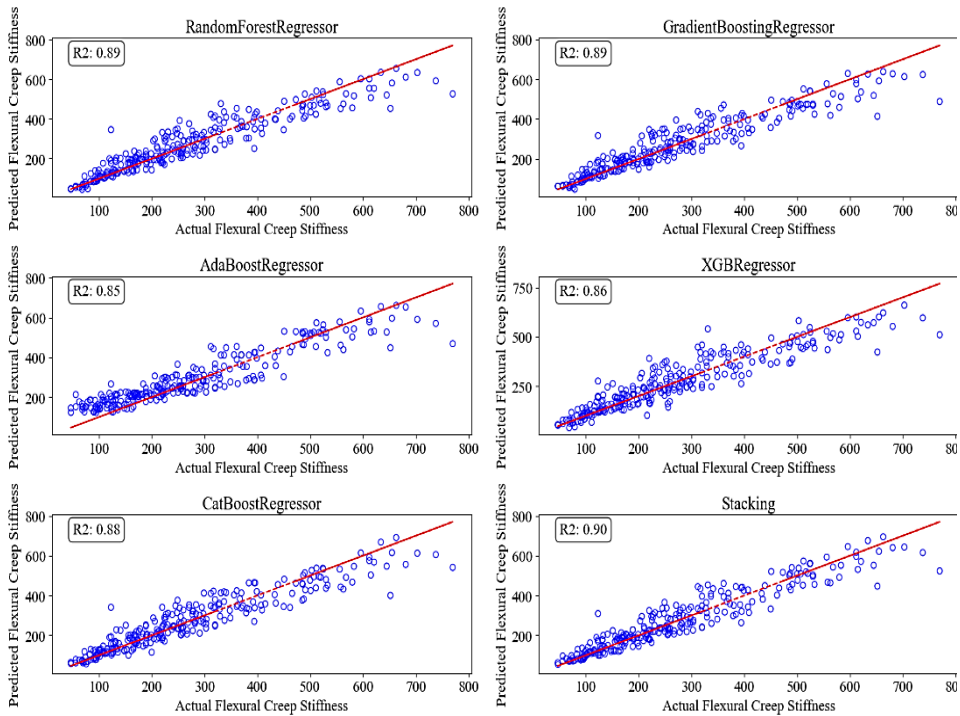 RandomForestRegressor
R2: 0.89
Predicted Flexural Creep Stiffness
800
600
400
200
100 200 300 400 500 600 700 800
Actual Flexural Creep Stiffness
GradientBoostingRegressor
R2: 0.89
Predicted Flexural Creep Stiffness
800
600
400
200
100 200 300 400 500 600 700 800
Actual Flexural Creep Stiffness
AdaBoostRegressor
R2: 0.85
Predicted Flexural Creep Stiffness
800
600
400
200
100 200 300 400 500 600 700 800
Actual Flexural Creep Stiffness
XGBRegressor
R2: 0.86
Predicted Flexural Creep Stiffness
750
500
250
100 200 300 400 500 600 700 800
Actual Flexural Creep Stiffness
CatBoostRegressor
R2: 0.88
Predicted Flexural Creep Stiffness
800
600
400
200
100 200 300 400 500 600 700 800
Actual Flexural Creep Stiffness
Stacking
R2: 0.90
Predicted Flexural Creep Stiffness
800
600
400
200
100 200 300 400 500 600 700 800
Actual Flexural Creep Stiffness